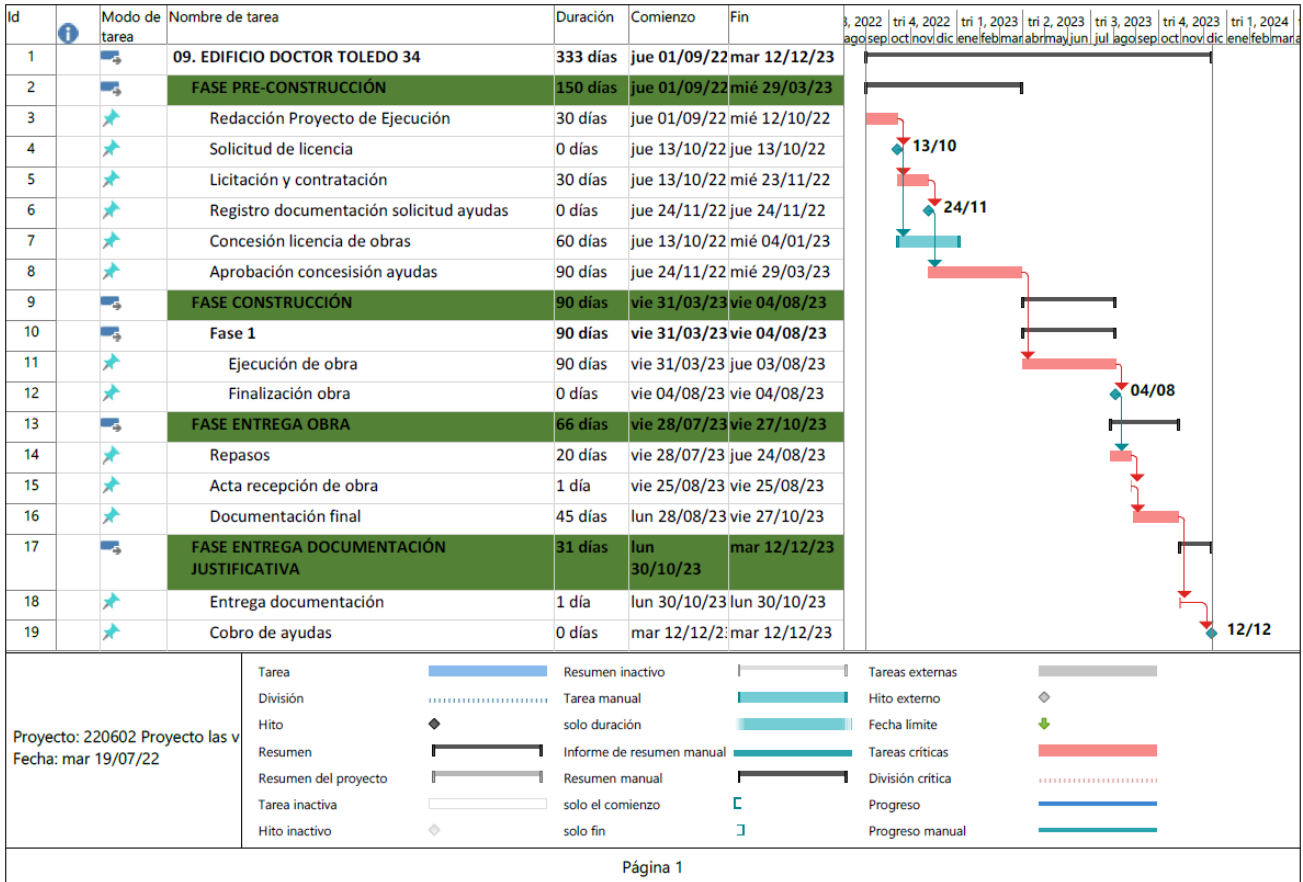 Id Modo de tarea Nombre de tarea Duración Comienzo Fin
3, 2022 tri 4, 2022 tri 1, 2023 tri 2, 2023 tri 3, 2023 tri 4, 2023 tri 1, 2024
ago sep oct nov dic ene feb mar abr may jun jul ago sep oct nov dic ene feb mar a
1 09. EDIFICIO DOCTOR TOLEDO 34 333 días jue 01/09/22 mar 12/12/23
2 FASE PRE-CONSTRUCCIÓN 150 días jue 01/09/22 mié 29/03/23
3 Redacción Proyecto de Ejecución 30 días jue 01/09/22 mié 12/10/22
4 Solicitud de licencia 0 días jue 13/10/22 jue 13/10/22 13/10
5 Licitación y contratación 30 días jue 13/10/22 mié 23/11/22
6 Registro documentación solicitud ayudas 0 días jue 24/11/22 jue 24/11/22 24/11
7 Concesión licencia de obras 60 días jue 13/10/22 mié 04/01/23
8 Aprobación concesisión ayudas 90 días jue 24/11/22 mié 29/03/23
9 FASE CONSTRUCCIÓN 90 días vie 31/03/23 vie 04/08/23
10 Fase 1 90 días vie 31/03/23 vie 04/08/23
11 Ejecución de obra 90 días vie 31/03/23 jue 03/08/23
12 Finalización obra 0 días vie 04/08/23 vie 04/08/23 04/08
13 FASE ENTREGA OBRA 66 días vie 28/07/23 vie 27/10/23
14 Repasos 20 días vie 28/07/23 jue 24/08/23
15 Acta recepción de obra 1 día vie 25/08/23 vie 25/08/23
16 Documentación final 45 días lun 28/08/23 vie 27/10/23
17 FASE ENTREGA DOCUMENTACIÓN 31 días lun mar 12/12/23
JUSTIFICATIVA 30/10/23
18 Entrega documentación 1 día lun 30/10/23 lun 30/10/23
19 Cobro de ayudas 0 días mar 12/12/2 mar 12/12/23 12/12
Proyecto: 220602 Proyecto las v
Fecha: mar 19/07/22
Tarea Resumen inactivo Tareas externas
División Tarea manual Hito externo
Hito solo duración Fecha límite
Resumen Informe de resumen manual Tareas críticas
Resumen del proyecto Resumen manual División crítica
Tarea inactiva solo el comienzo Progreso
Hito inactivo solo fin Progreso manual
Página 1